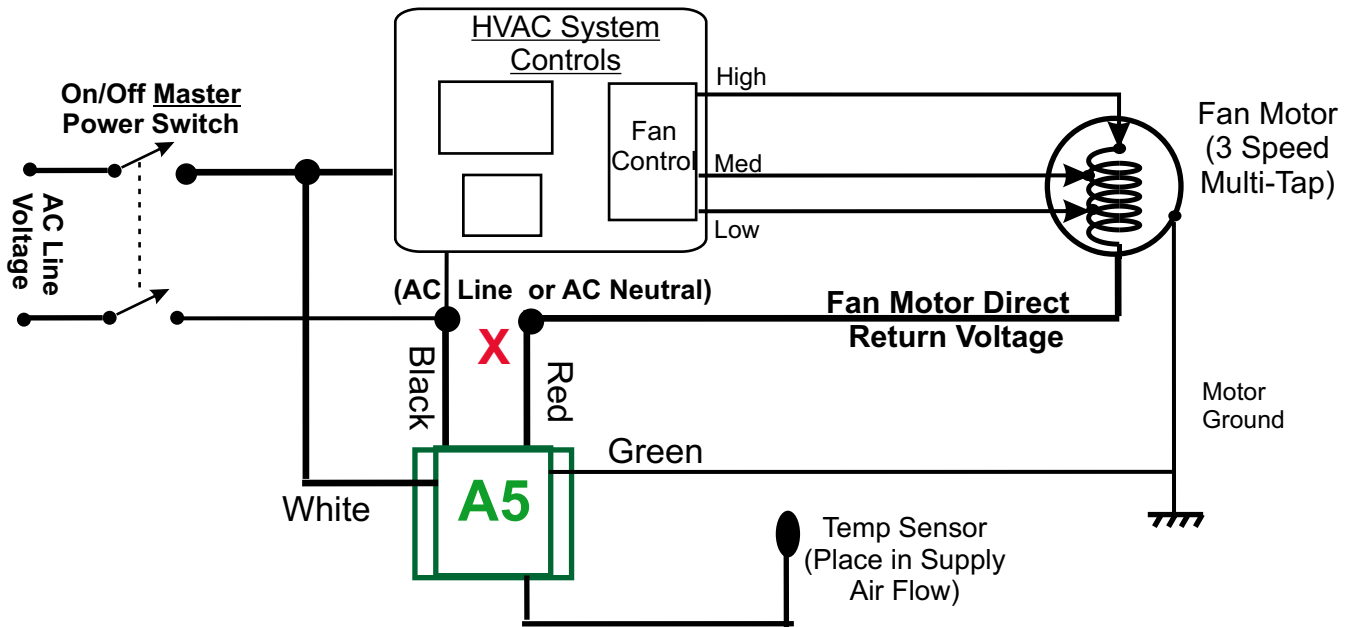 HVAC System
Controls
On/Off Master
Power Switch
High
Fan
Control
Med
Low
Fan Motor
(3 Speed
Multi-Tap)
AC Line
Voltage
(AC Line or AC Neutral)
Fan Motor Direct
Return Voltage
X
Black
Red
Motor
Ground
Green
White
A5
Temp Sensor
(Place in Supply
Air Flow)